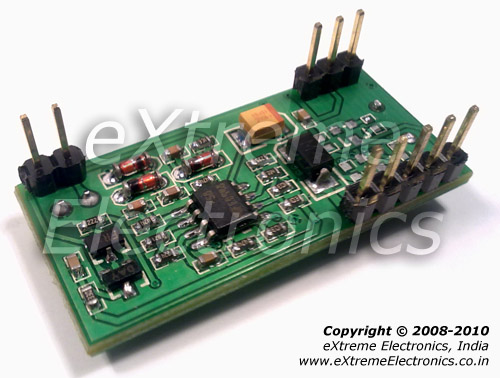 eXtreme
Electronics
Copyright © 2008-2010
eXtreme Electronics, India
www.eXtremeElectronics.co.in